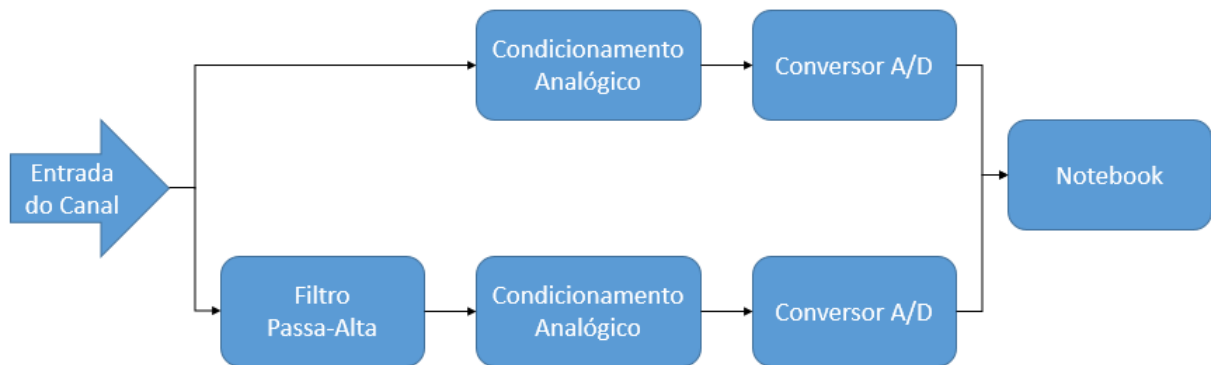 Entrada
do Canal
Condicionamento
Analógico
Conversor A/D
Filtro
Passa-Alta
Condicionamento
Analógico
Conversor A/D
Notebook